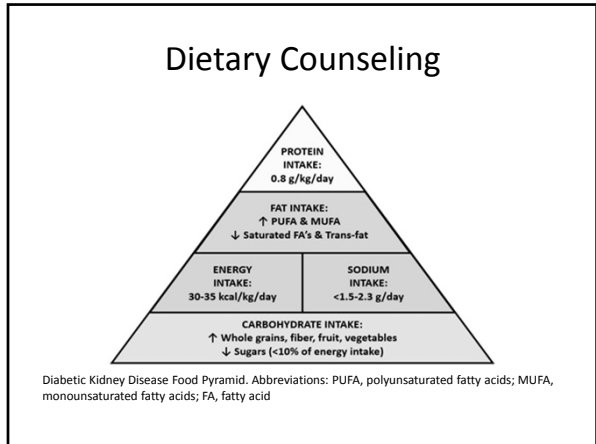 Dietary Counseling
PROTEIN
INTAKE:
0.8 g/kg/day
FAT INTAKE:
↑ PUFA & MUFA
↓ Saturated FA's & Trans-fat
ENERGY
INTAKE:
30-35 kcal/kg/day
SODIUM
INTAKE:
<1.5-2.3 g/day
CARBOHYDRATE INTAKE:
↑ Whole grains, fiber, fruit, vegetables
↓ Sugars (<10% of energy intake)
Diabetic Kidney Disease Food Pyramid. Abbreviations: PUFA, polyunsaturated fatty acids; MUFA,
monounsaturated fatty acids; FA, fatty acid